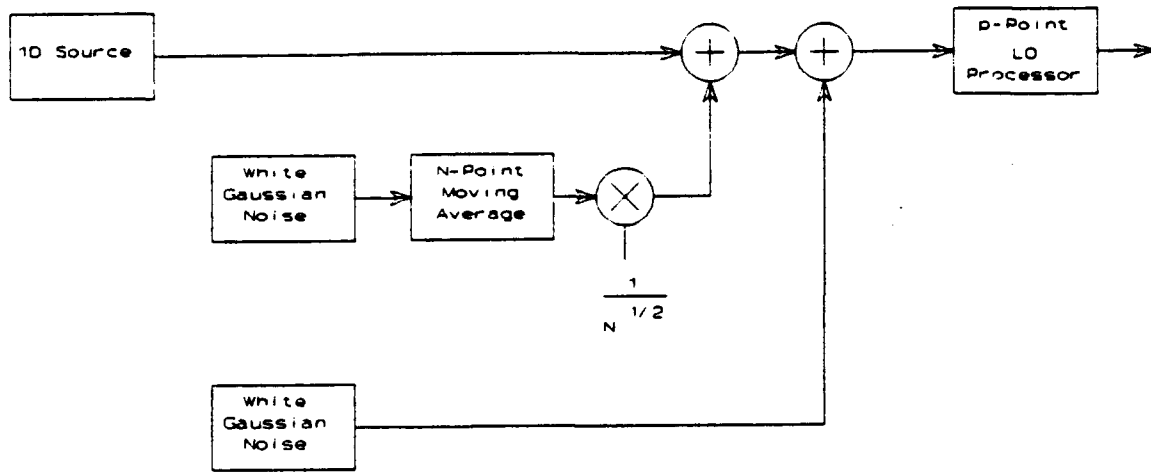 1D Source
p-Point
LO
Processor
White
Gaussian
Noise
N-Point
Moving
Average
1
N 1/2
White
Gaussian
Noise